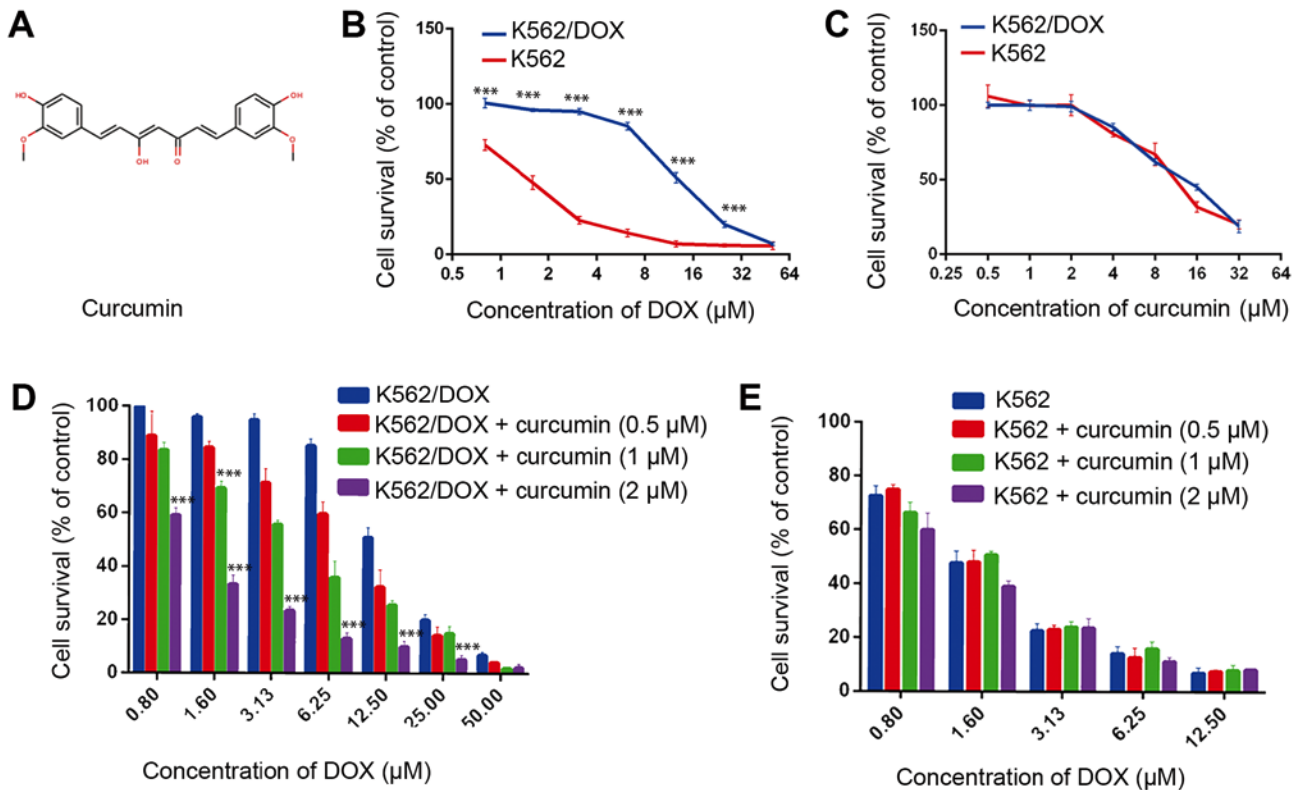 A
HO
O
OH
O
OH
O
Curcumin
B
K562/DOX
K562
Cell survival (% of control)
150
100
50
0
*** *** *** *** *** ***
0.5 1 2 4 8 16 32 64
Concentration of DOX (µM)
C
K562/DOX
K562
Cell survival (% of control)
150
100
50
0
0.25 0.5 1 2 4 8 16 32 64
Concentration of curcumin (µM)
D
K562/DOX
K562/DOX + curcumin (0.5 µM)
K562/DOX + curcumin (1 µM)
K562/DOX + curcumin (2 µM)
Cell survival (% of control)
100
80
60
40
20
0
*** *** *** *** *** *** ***
0.80 1.60 3.13 6.25 12.50 25.00 50.00
Concentration of DOX (µM)
E
K562
K562 + curcumin (0.5 µM)
K562 + curcumin (1 µM)
K562 + curcumin (2 µM)
Cell survival (% of control)
100
80
60
40
20
0
0.80 1.60 3.13 6.25 12.50
Concentration of DOX (µM)